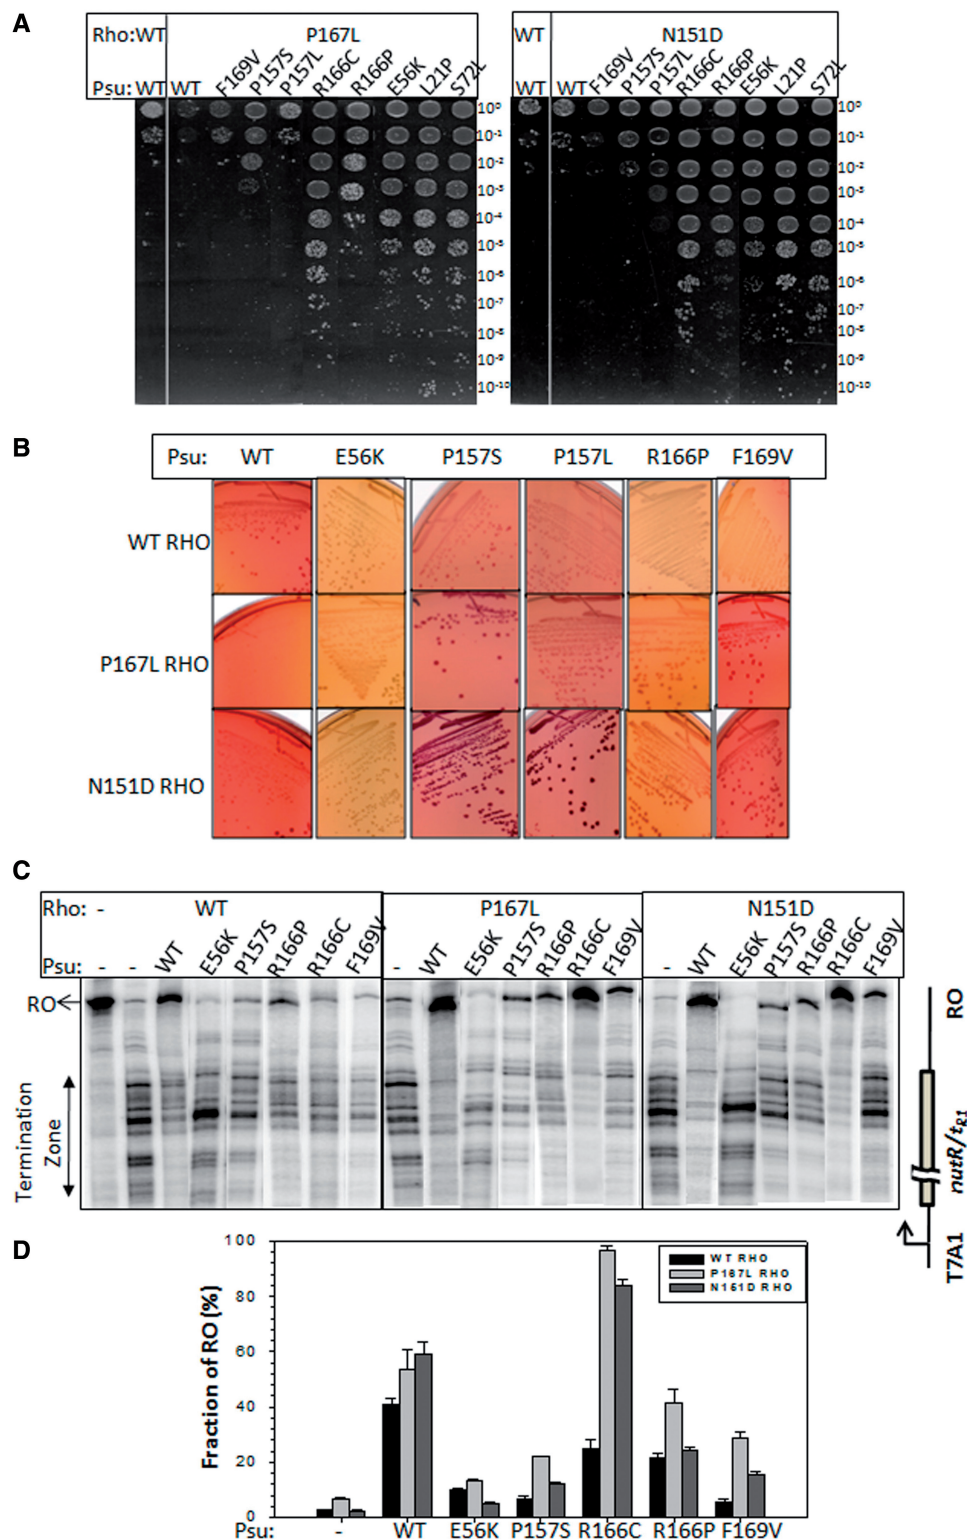 A
Rho:WT P167L
Psu:WT WT F169V P157S P157L R166C R166P E56K L21P S72L
WT N151D
WT WT F169V P157S P157L R166C R166P E56K L21P S72L
10⁰ 10⁰
10⁻¹ 10⁻¹
10⁻² 10⁻²
10⁻³ 10⁻³
10⁻⁴ 10⁻⁴
10⁻⁵ 10⁻⁵
10⁻⁶ 10⁻⁶
10⁻⁷ 10⁻⁷
10⁻⁸ 10⁻⁸
10⁻⁹ 10⁻⁹
10⁻¹⁰ 10⁻¹⁰
B
Psu: WT E56K P157S P157L R166P F169V
WT RHO
P167L RHO
N151D RHO
C
Rho: - WT P167L N151D
Psu: - - WT E56K P157S R166P R166C F169V - WT E56K P157S R166P R166C F169V - WT E56K P157S R166P R166C F169V
RO
Termination
Zone
RO
nutR/tR1
T7A1
D
Fraction of RO (%)
100
80
60
40
20
0
WT RHO
P167L RHO
N151D RHO
Psu: - WT E56K P157S R166C R166P F169V